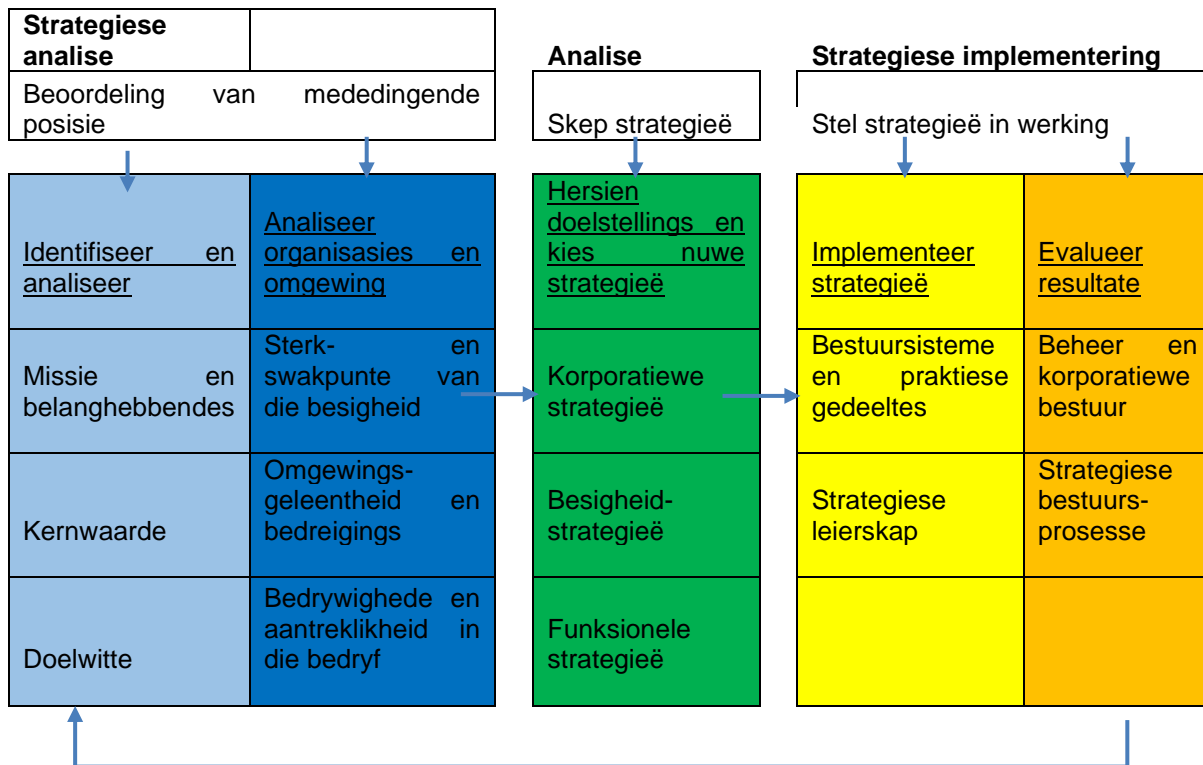 Strategiese
analise
Beoordeling van mededingende
posisie
Analise
Skep strategieë
Strategiese implementering
Stel strategieë in werking
Identifiseer en
analiseer
Analiseer
organisasies en
omgewing
Hersien
doelstellings en
kies nuwe
strategieë
Implementeer
strategieë
Evalueer
resultate
Missie en
belanghebbendes
Sterk- en
swakpunte van
die besigheid
Korporatiewe
strategieë
Bestuursisteme
en praktiese
gedeeltes
Beheer en
korporatiewe
bestuur
Kernwaarde
Omgewings-
geleentheid en
bedreigings
Besigheid-
strategieë
Strategiese
leierskap
Strategiese
bestuurs-
prosesse
Doelwitte
Bedrywighede en
aantreklikheid in
die bedryf
Funksionele
strategieë